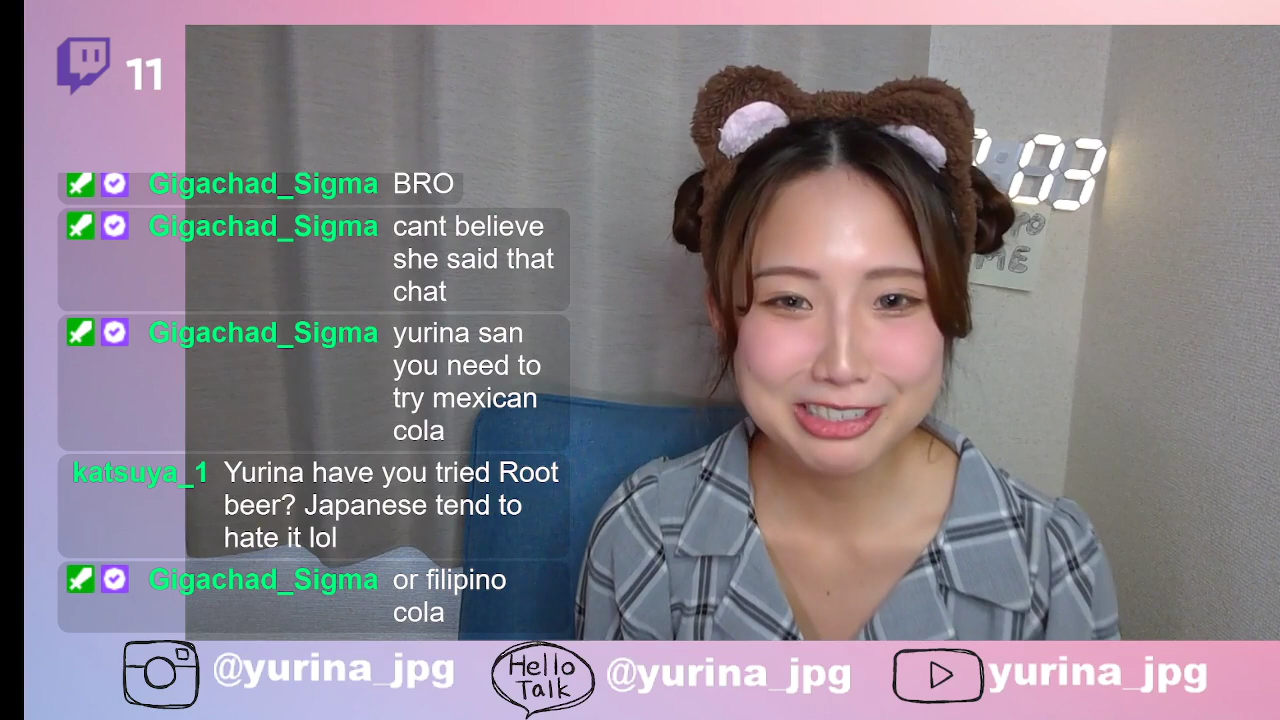 11
Gigachad_Sigma BRO
Gigachad_Sigma cant believe
she said that
chat
Gigachad_Sigma yurina san
you need to
try mexican
cola
katsuya_1 Yurina have you tried Root
beer? Japanese tend to
hate it lol
Gigachad_Sigma or filipino
cola
:03
ME
@yurina_jpg
Hello
Talk
@yurina_jpg
yurina_jpg